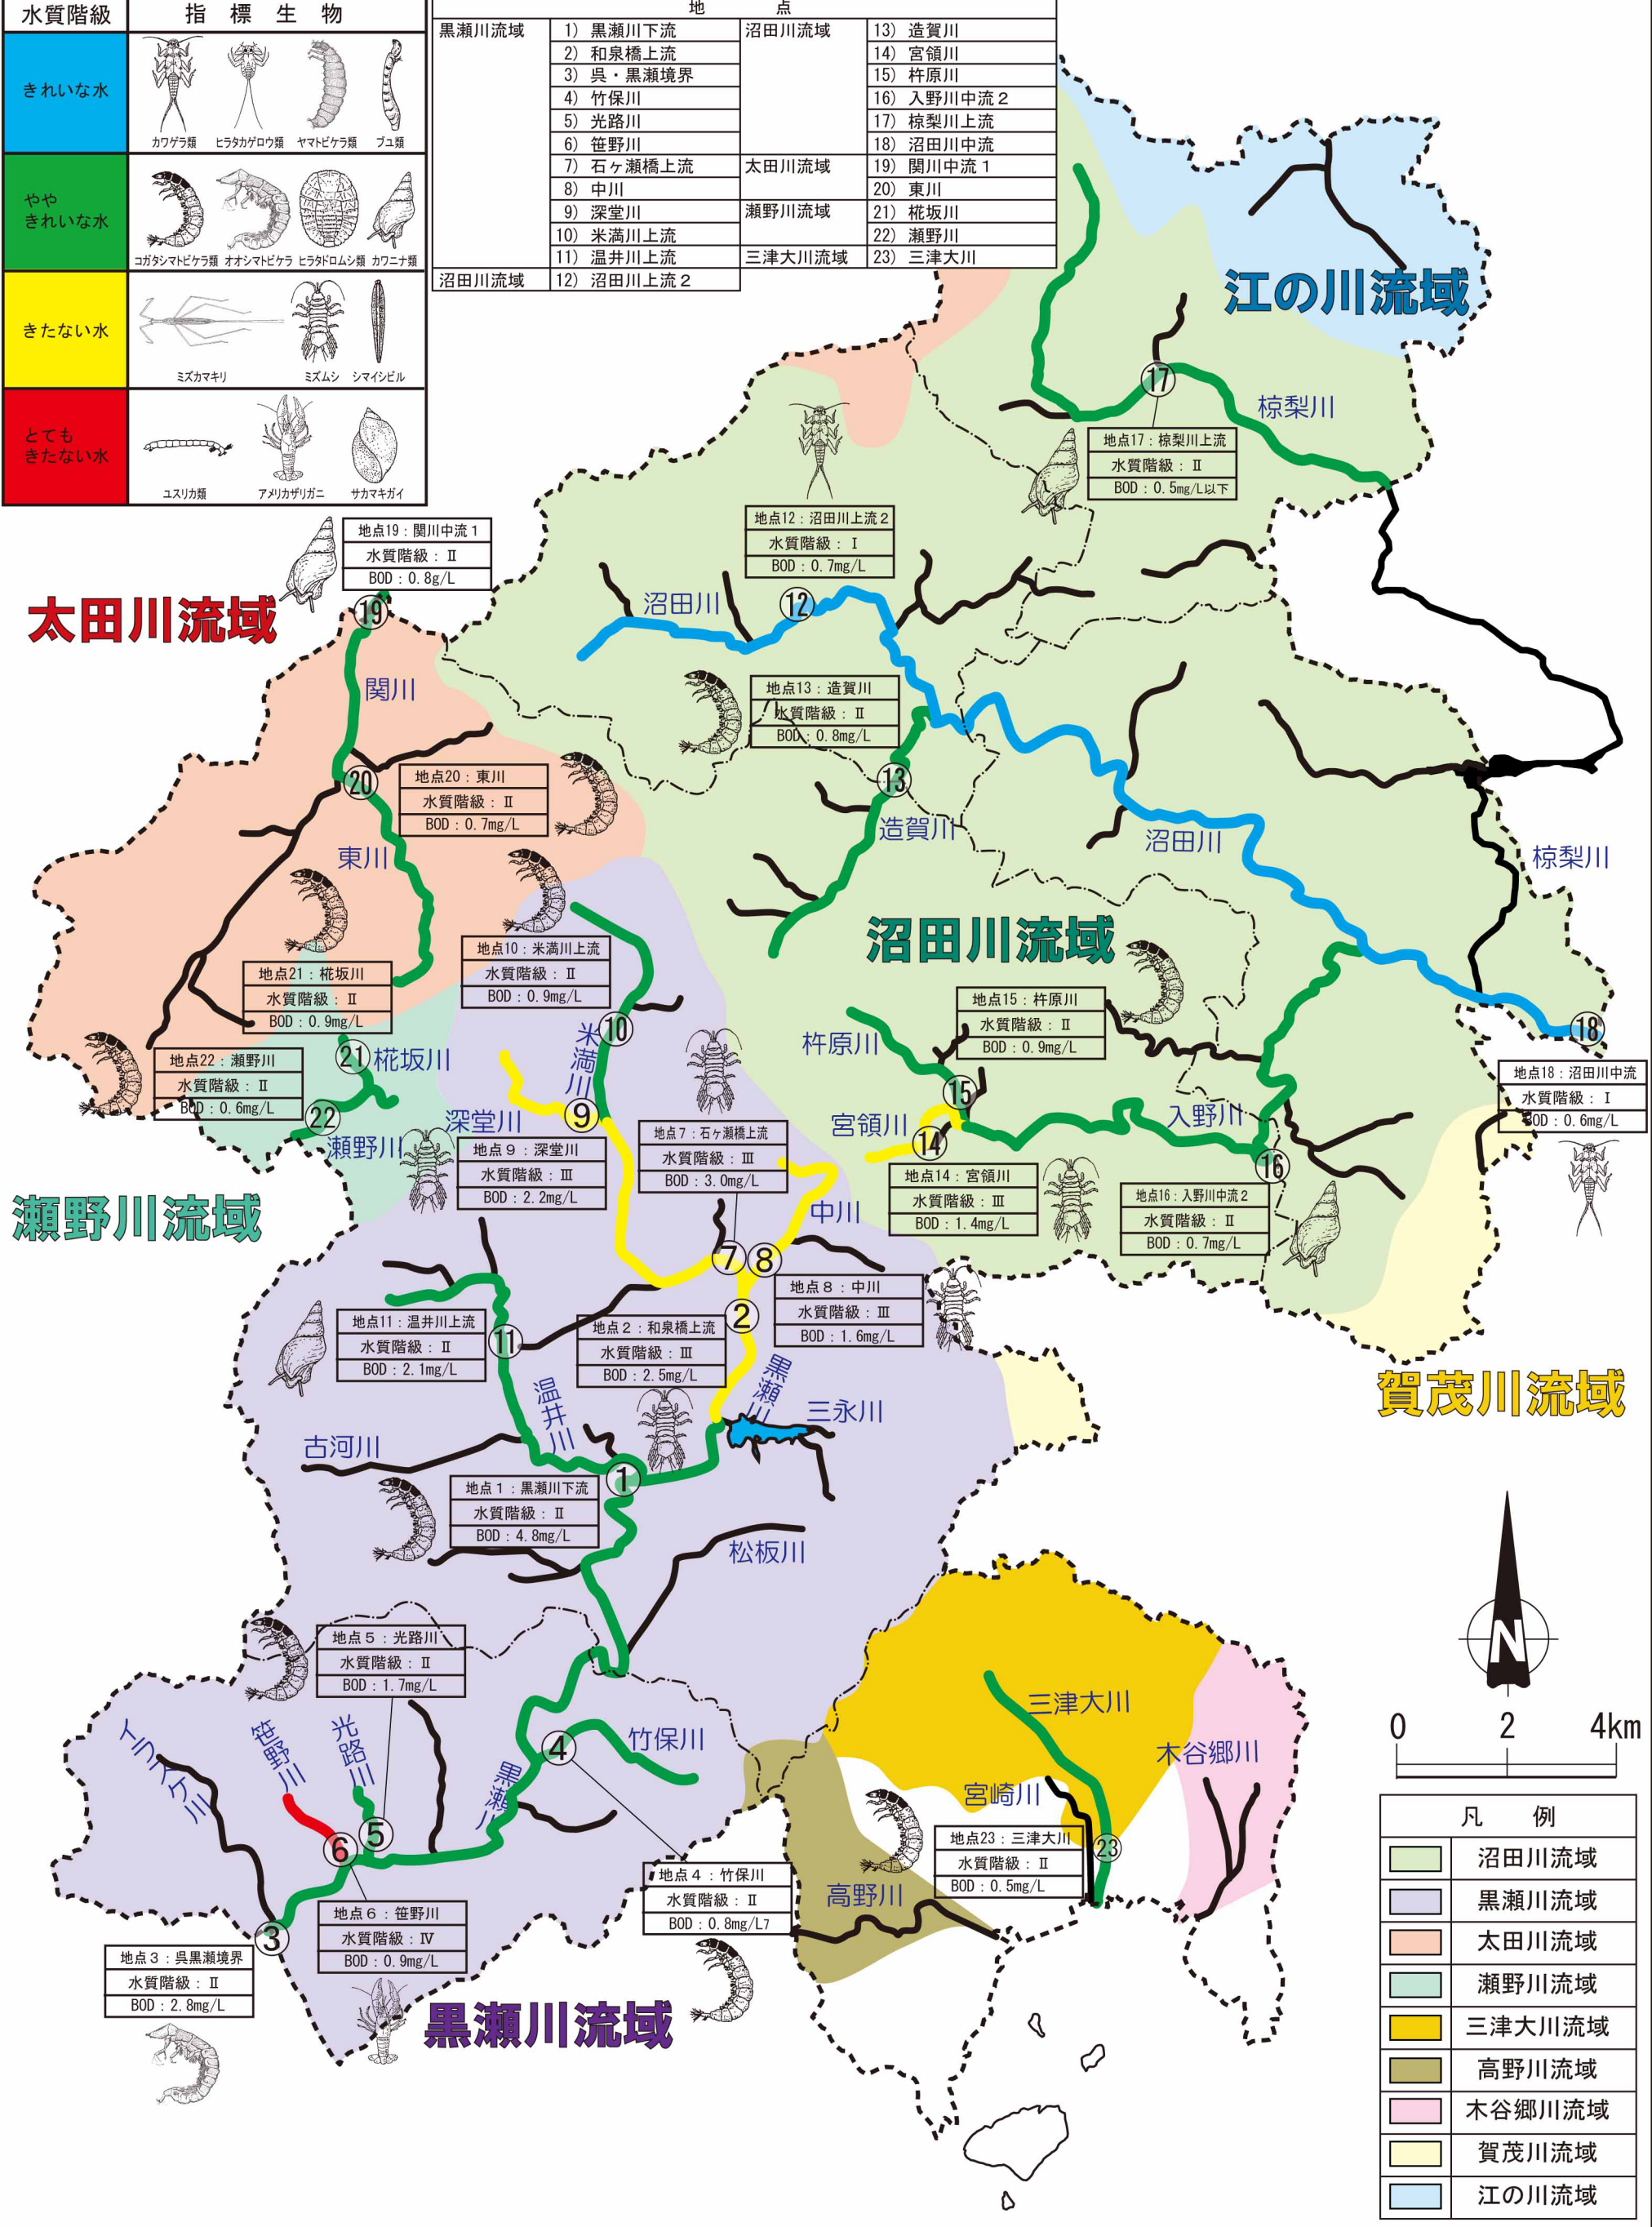 水質階級 指標生物
きれいな水
カワゲラ類 ヒラタカゲロウ類 ヤマトビケラ類 ブユ類
やや
きれいな水
コガタシマトビケラ類 オオシマトビケラ ヒラタドロムシ類 カワニナ類
きたない水
ミズカマキリ ミズムシ シマイシビル
とても
きたない水
ユスリカ類 アメリカザリガニ サカマキガイ
地点
黒瀬川流域 1) 黒瀬川下流 沼田川流域 13) 造賀川
2) 和泉橋上流 14) 宮領川
3) 呉・黒瀬境界 15) 杵原川
4) 竹保川 16) 入野川中流2
5) 光路川 17) 椋梨川上流
6) 笹野川 18) 沼田川中流
7) 石ヶ瀬橋上流 太田川流域 19) 関川中流1
8) 中川 20) 東川
9) 深堂川 瀬野川流域 21) 椛坂川
10) 米満川上流 22) 瀬野川
11) 温井川上流 三津大川流域 23) 三津大川
沼田川流域 12) 沼田川上流2
江の川流域
17
椋梨川
地点17：椋梨川上流
水質階級：Ⅱ
BOD：0.5mg/L以下
地点12：沼田川上流2
水質階級：Ⅰ
BOD：0.7mg/L
地点19：関川中流1
水質階級：Ⅱ
BOD：0.8g/L
太田川流域
19
沼田川
12
関川
地点13：造賀川
水質階級：Ⅱ
BOD：0.8mg/L
13
20
地点20：東川
水質階級：Ⅱ
BOD：0.7mg/L
造賀川
沼田川
椋梨川
東川
沼田川流域
地点10：米満川上流
水質階級：Ⅱ
BOD：0.9mg/L
地点21：椛坂川
水質階級：Ⅱ
BOD：0.9mg/L
地点15：杵原川
水質階級：Ⅱ
BOD：0.9mg/L
10
米満川
18
杵原川
21
椛坂川
地点22：瀬野川
水質階級：Ⅱ
BOD：0.6mg/L
地点18：沼田川中流
水質階級：Ⅰ
BOD：0.6mg/L
15
22
瀬野川
深堂川
9
宮領川
14
入野川
16
地点7：石ヶ瀬橋上流
水質階級：Ⅲ
BOD：3.0mg/L
地点9：深堂川
水質階級：Ⅲ
BOD：2.2mg/L
地点14：宮領川
水質階級：Ⅲ
BOD：1.4mg/L
地点16：入野川中流2
水質階級：Ⅱ
BOD：0.7mg/L
瀬野川流域
中川
7
8
地点8：中川
水質階級：Ⅲ
BOD：1.6mg/L
2
地点11：温井川上流
水質階級：Ⅱ
BOD：2.1mg/L
11
地点2：和泉橋上流
水質階級：Ⅲ
BOD：2.5mg/L
黒瀬川
賀茂川流域
温井川
三永川
古河川
1
地点1：黒瀬川下流
水質階級：Ⅱ
BOD：4.8mg/L
松板川
N
地点5：光路川
水質階級：Ⅱ
BOD：1.7mg/L
三津大川
0 2 4km
イラスケ川
笹野川
光路川
4
竹保川
木谷郷川
黒瀬川
宮崎川
凡例
沼田川流域
黒瀬川流域
太田川流域
瀬野川流域
三津大川流域
高野川流域
木谷郷川流域
賀茂川流域
江の川流域
5
6
23
地点23：三津大川
水質階級：Ⅱ
BOD：0.5mg/L
地点4：竹保川
水質階級：Ⅱ
BOD：0.8mg/L7
高野川
地点6：笹野川
水質階級：Ⅳ
BOD：0.9mg/L
3
地点3：呉黒瀬境界
水質階級：Ⅱ
BOD：2.8mg/L
黒瀬川流域